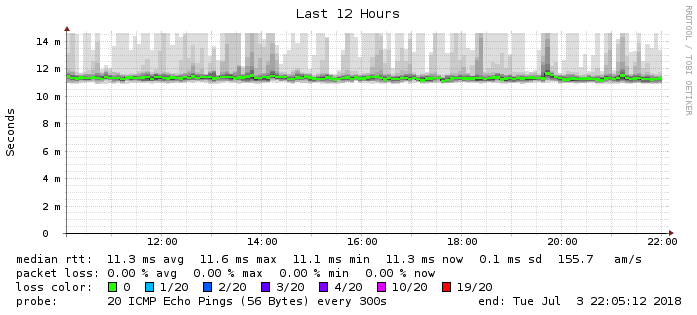 Last 12 Hours
RRDTOOL / TOBI OETIKER
Seconds
14 m
12 m
10 m
8 m
6 m
4 m
2 m
0
12:00 14:00 16:00 18:00 20:00 22:00
median rtt: 11.3 ms avg 11.6 ms max 11.1 ms min 11.3 ms now 0.1 ms sd 155.7 am/s
packet loss: 0.00 % avg 0.00 % max 0.00 % min 0.00 % now
loss color: 0 1/20 2/20 3/20 4/20 10/20 19/20
probe: 20 ICMP Echo Pings (56 Bytes) every 300s end: Tue Jul 3 22:05:12 2018